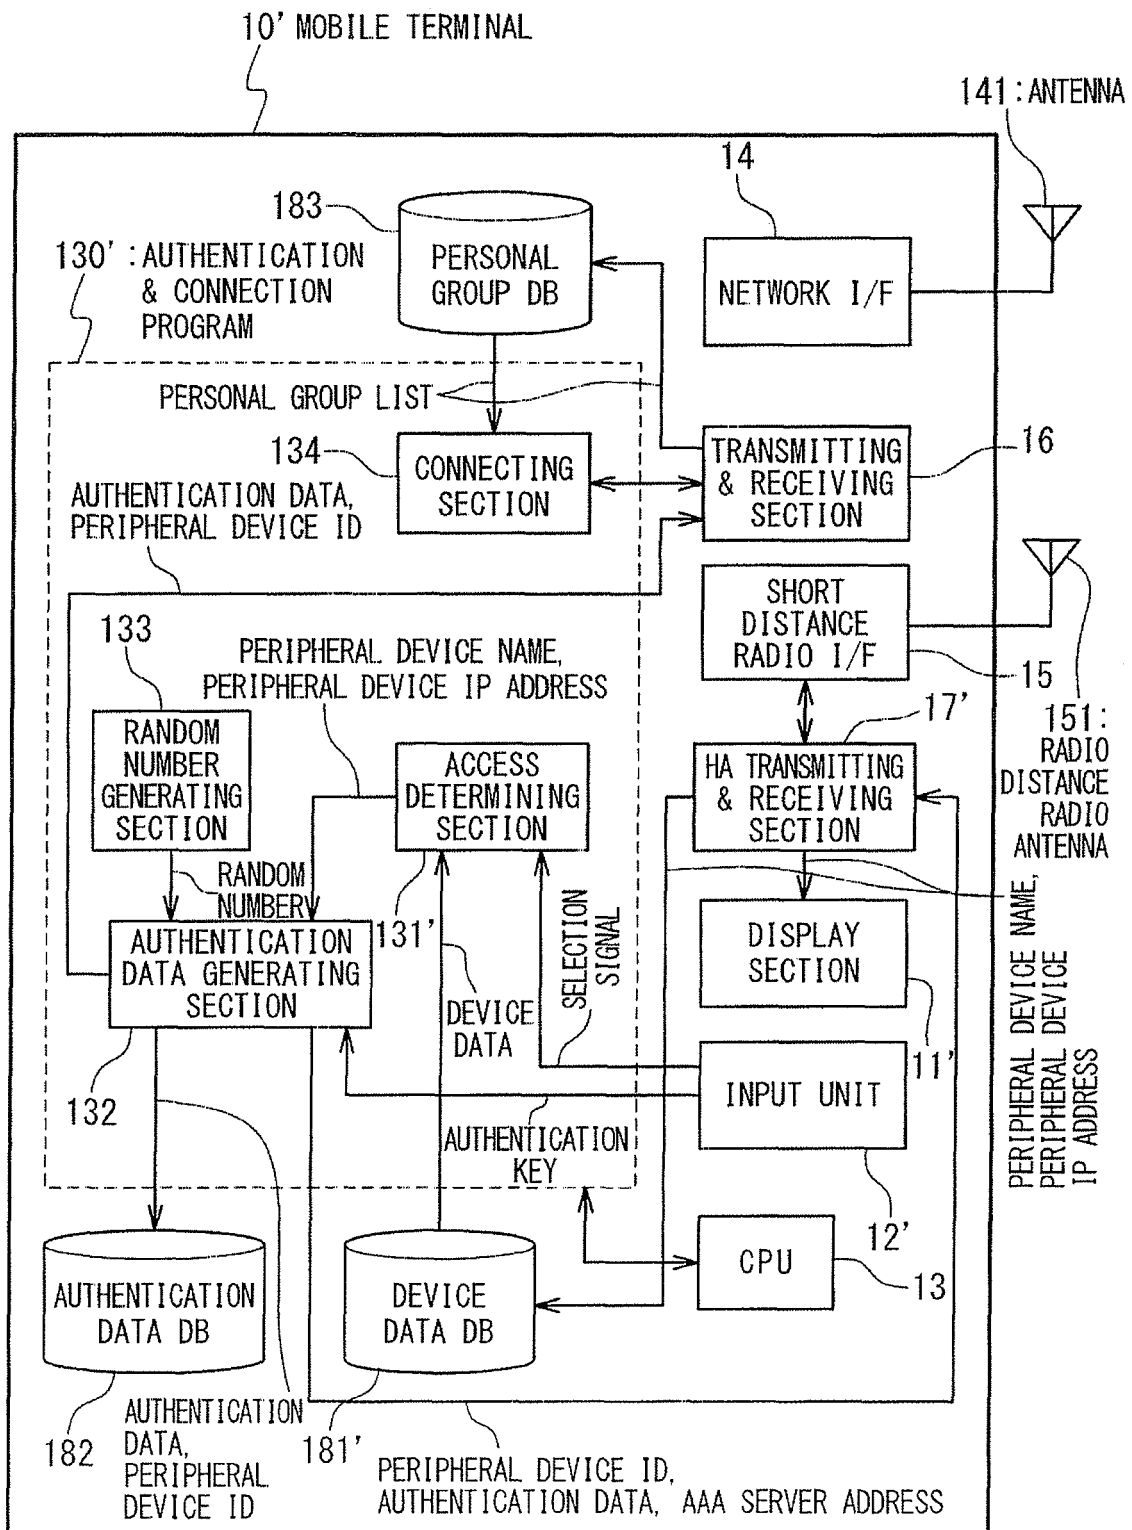 10' MOBILE TERMINAL
141 : ANTENNA
14
183
130' : AUTHENTICATION
& CONNECTION
PROGRAM
PERSONAL
GROUP DB
NETWORK I/F
PERSONAL GROUP LIST
134
CONNECTING
SECTION
TRANSMITTING
& RECEIVING
SECTION
16
AUTHENTICATION DATA,
PERIPHERAL DEVICE ID
SHORT
DISTANCE
RADIO I/F
15
133
PERIPHERAL DEVICE NAME,
PERIPHERAL DEVICE IP ADDRESS
17'
151 :
RADIO
DISTANCE
RADIO
ANTENNA
RANDOM
NUMBER
GENERATING
SECTION
ACCESS
DETERMINING
SECTION
HA TRANSMITTING
& RECEIVING
SECTION
RANDOM
NUMBER
131'
SELECTION
SIGNAL
AUTHENTICATION
DATA GENERATING
SECTION
DISPLAY
SECTION
11'
PERIPHERAL DEVICE NAME,
PERIPHERAL DEVICE
IP ADDRESS
DEVICE
DATA
132
INPUT UNIT
AUTHENTICATION
KEY
12'
CPU
13
AUTHENTICATION
DATA DB
DEVICE
DATA DB
182
AUTHENTICATION
DATA,
PERIPHERAL
DEVICE ID
181'
PERIPHERAL DEVICE ID,
AUTHENTICATION DATA, AAA SERVER ADDRESS